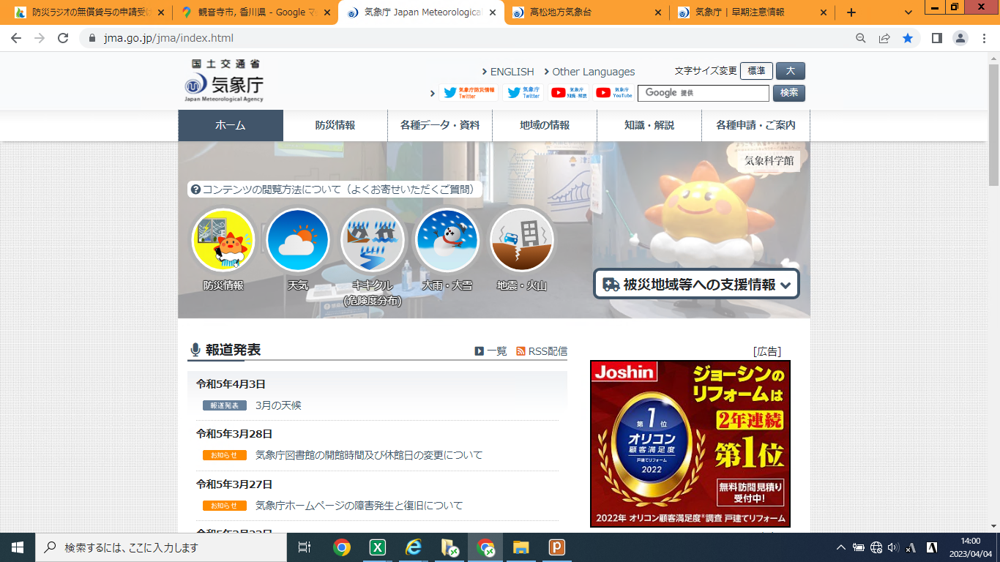 防災ラジオの無償貸与の申請受
観音寺市, 香川県 - Google マ
気象庁 Japan Meteorological
高松地方気象台
気象庁 | 早期注意情報
jma.go.jp/jma/index.html
国土交通省
気象庁
Japan Meteorological Agency
ENGLISH
Other Languages
文字サイズ変更
標準
大
気象庁防災情報
Twitter
気象庁
Twitter
気象庁
知識・解説
気象庁
YouTube
Google 提供
検索
ホーム
防災情報
各種データ・資料
地域の情報
知識・解説
各種申請・ご案内
気象科学館
コンテンツの閲覧方法について（よくお寄せいただくご質問）
防災情報
天気
キキクル
(危険度分布)
大雨・大雪
地震・火山
被災地域等への支援情報
報道発表
一覧
RSS配信
令和5年4月3日
報道発表 3月の天候
令和5年3月28日
お知らせ 気象庁図書館の開館時間及び休館日の変更について
令和5年3月27日
お知らせ 気象庁ホームページの障害発生と復旧について
[広告]
Joshin
ジョーシンの
リフォームは
2年連続
第1位
第1位
オリコン
顧客満足度
戸建てリフォーム
2022
無料訪問見積り
受付中!
2022年 オリコン顧客満足度®調査 戸建てリフォーム
検索するには、ここに入力します
A
14:00
2023/04/04